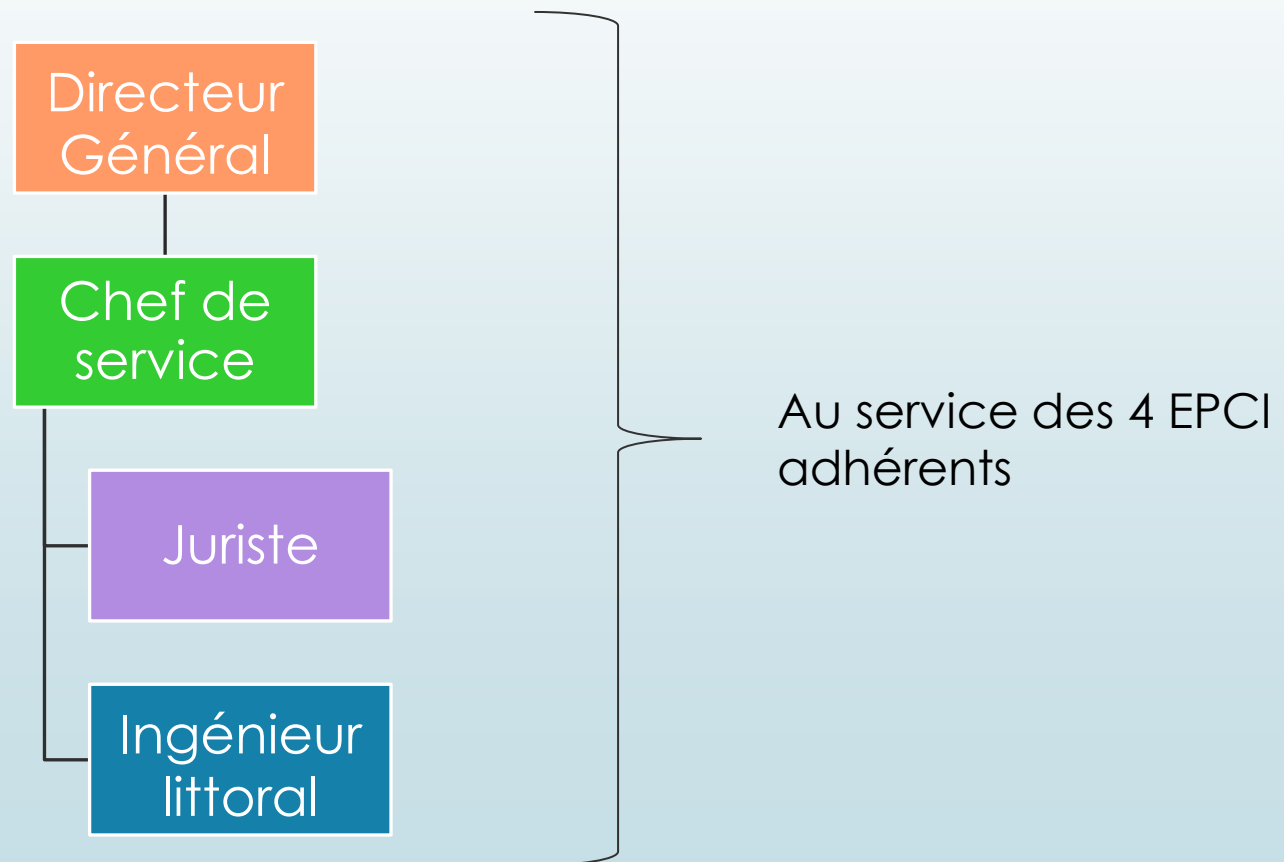 Directeur
Général
Chef de
service
Juriste
Ingénieur
littoral
Au service des 4 EPCI
adhérents